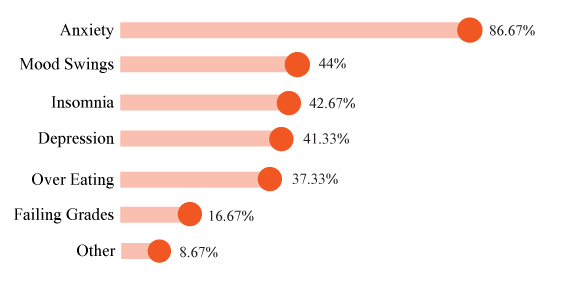 Anxiety 86.67%
Mood Swings 44%
Insomnia 42.67%
Depression 41.33%
Over Eating 37.33%
Failing Grades 16.67%
Other 8.67%